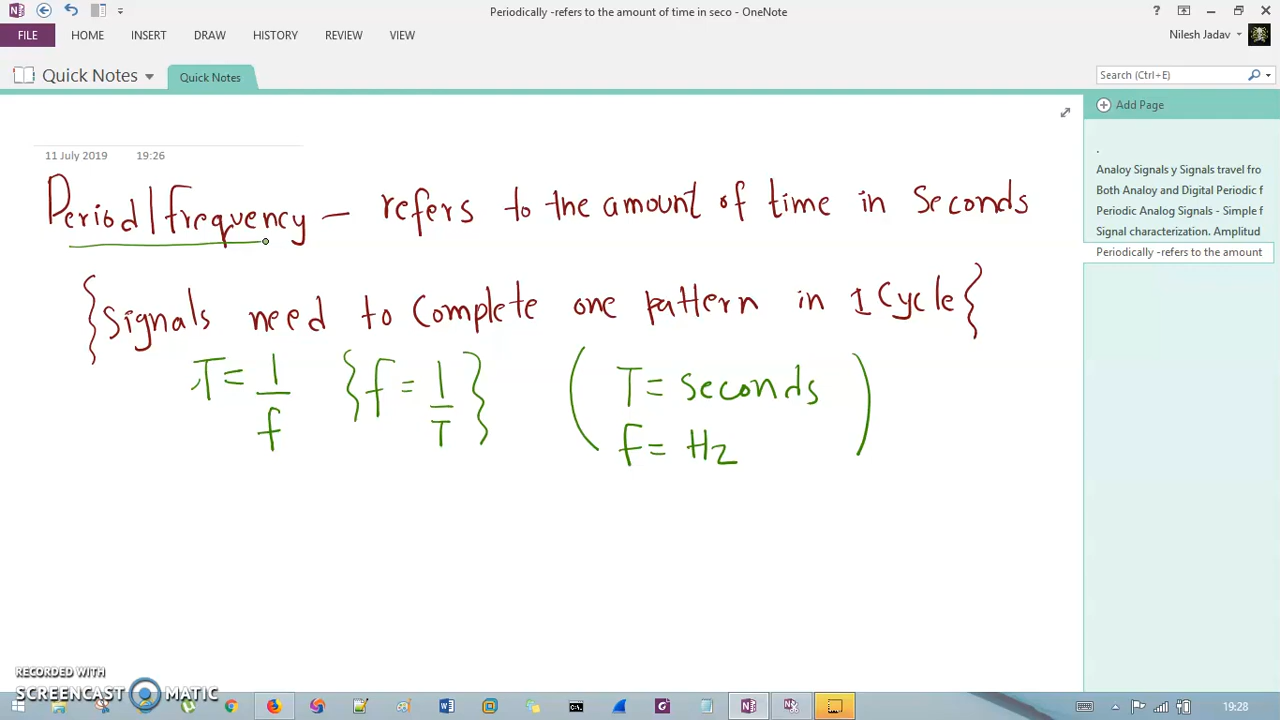 Periodically -refers to the amount of time in seco - OneNote
FILE HOME INSERT DRAW HISTORY REVIEW VIEW
Nilesh Jadav
Quick Notes
Quick Notes
Search (Ctrl+E)
Add Page
11 July 2019 19:26
.
Analoy Signals y Signals travel fro
Both Analoy and Digital Periodic f
Periodic Analog Signals - Simple f
Signal characterization. Amplitud
Periodically -refers to the amount
Period/frequency — refers to the amount of time in Seconds
{Signals need to Complete one pattern in 1 Cycle}
T = 1/f {f = 1/T} (T = seconds
f = Hz)
RECORDED WITH
SCREENCAST MATIC
19:28